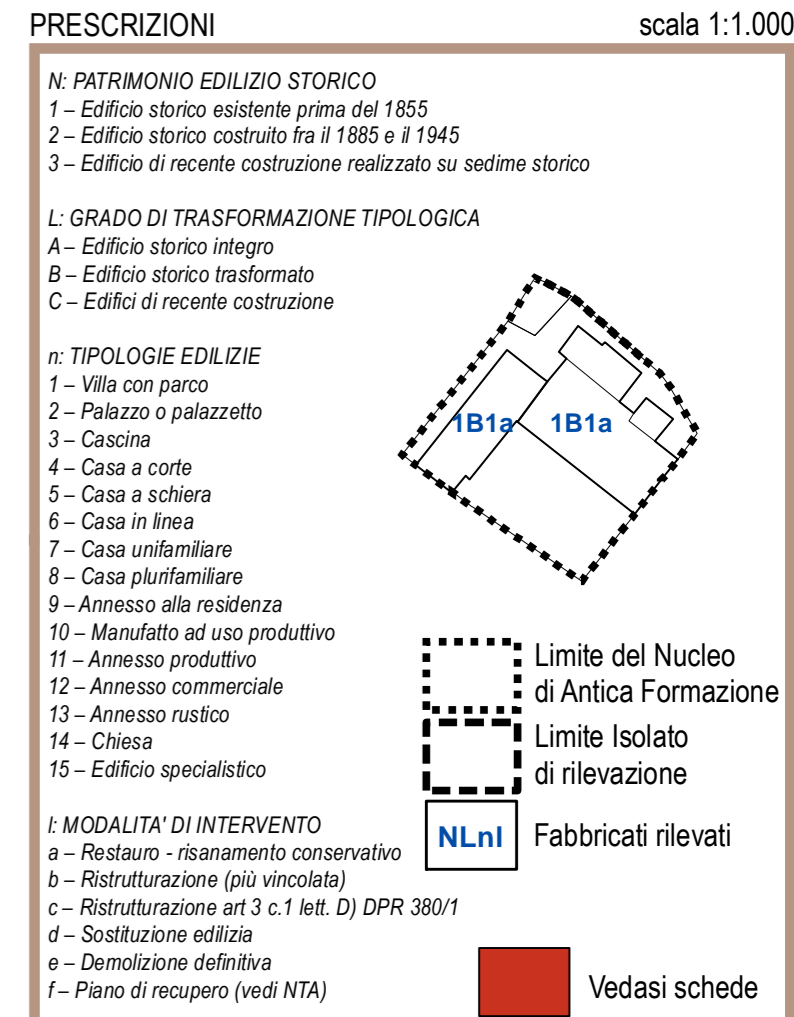 PRESCRIZIONI
scala 1:1.000
N: PATRIMONIO EDILIZIO STORICO
1 – Edificio storico esistente prima del 1855
2 – Edificio storico costruito fra il 1885 e il 1945
3 – Edificio di recente costruzione realizzato su sedime storico
L: GRADO DI TRASFORMAZIONE TIPOLOGICA
A – Edificio storico integro
B – Edificio storico trasformato
C – Edifici di recente costruzione
n: TIPOLOGIE EDILIZIE
1 – Villa con parco
2 – Palazzo o palazzetto
3 – Cascina
4 – Casa a corte
5 – Casa a schiera
6 – Casa in linea
7 – Casa unifamiliare
8 – Casa plurifamiliare
9 – Annesso alla residenza
10 – Manufatto ad uso produttivo
11 – Annesso produttivo
12 – Annesso commerciale
13 – Annesso rustico
14 – Chiesa
15 – Edificio specialistico
I: MODALITA' DI INTERVENTO
a – Restauro - risanamento conservativo
b – Ristrutturazione (più vincolata)
c – Ristrutturazione art 3 c.1 lett. D) DPR 380/1
d – Sostituzione edilizia
e – Demolizione definitiva
f – Piano di recupero (vedi NTA)
1B1a
1B1a
Limite del Nucleo
di Antica Formazione
Limite Isolato
di rilevazione
NLnI
Fabbricati rilevati
Vedasi schede